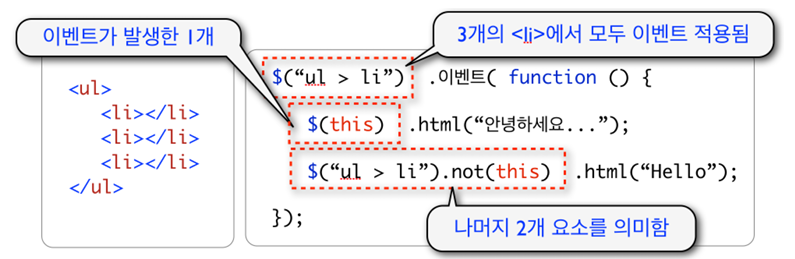 이벤트가 발생한 1개
3개의 <li>에서 모두 이벤트 적용됨
<ul>
<li></li>
<li></li>
<li></li>
</ul>
$(“ul > li”) .이벤트( function () {
$(this) .html(“안녕하세요...”);
$(“ul > li”).not(this) .html(“Hello”);
});
나머지 2개 요소를 의미함